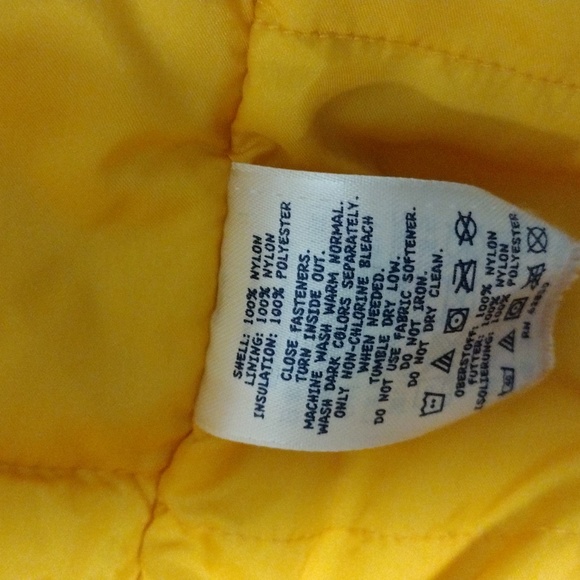 SHELL: 100% NYLON
LINING: 100% NYLON
INSULATION: 100% POLYESTER
CLOSE FASTENERS.
TURN INSIDE OUT.
MACHINE WASH WARM NORMAL.
WASH DARK COLORS SEPARATELY.
ONLY NON-CHLORINE BLEACH
WHEN NEEDED.
TUMBLE DRY LOW.
DO NOT USE FABRIC SOFTENER.
DO NOT IRON.
DO NOT DRY CLEAN.
OBERSTOFF: 100% NYLON
FUTTER: 100% NYLON
ISOLIERUNG: 100% POLYESTER
RN